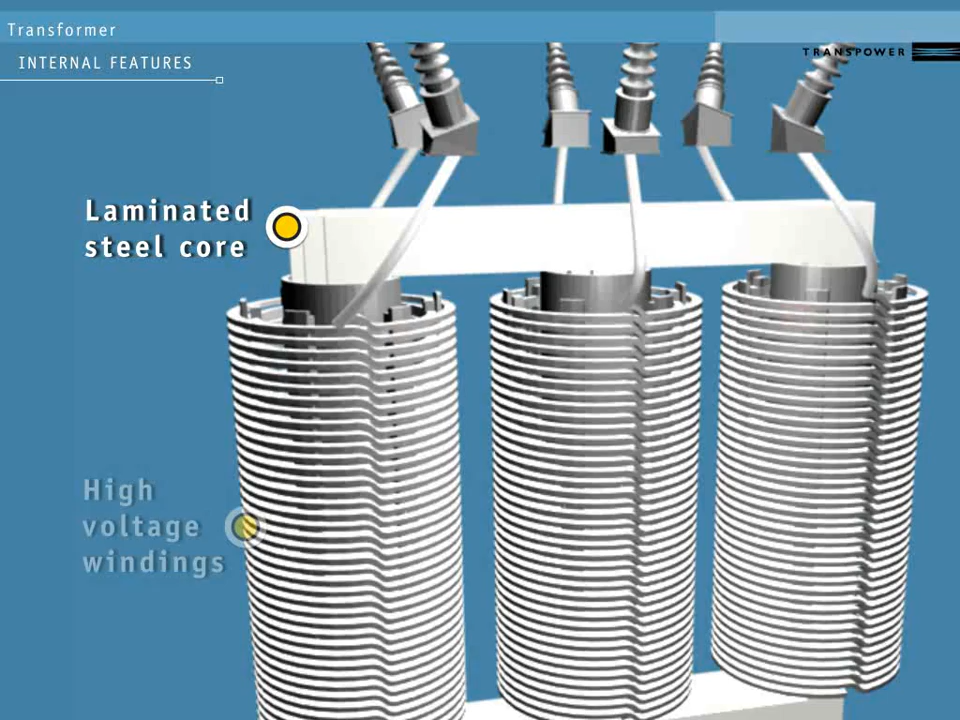 Transformer
INTERNAL FEATURES
TRANSPOWER
Laminated
steel core
High
voltage
windings